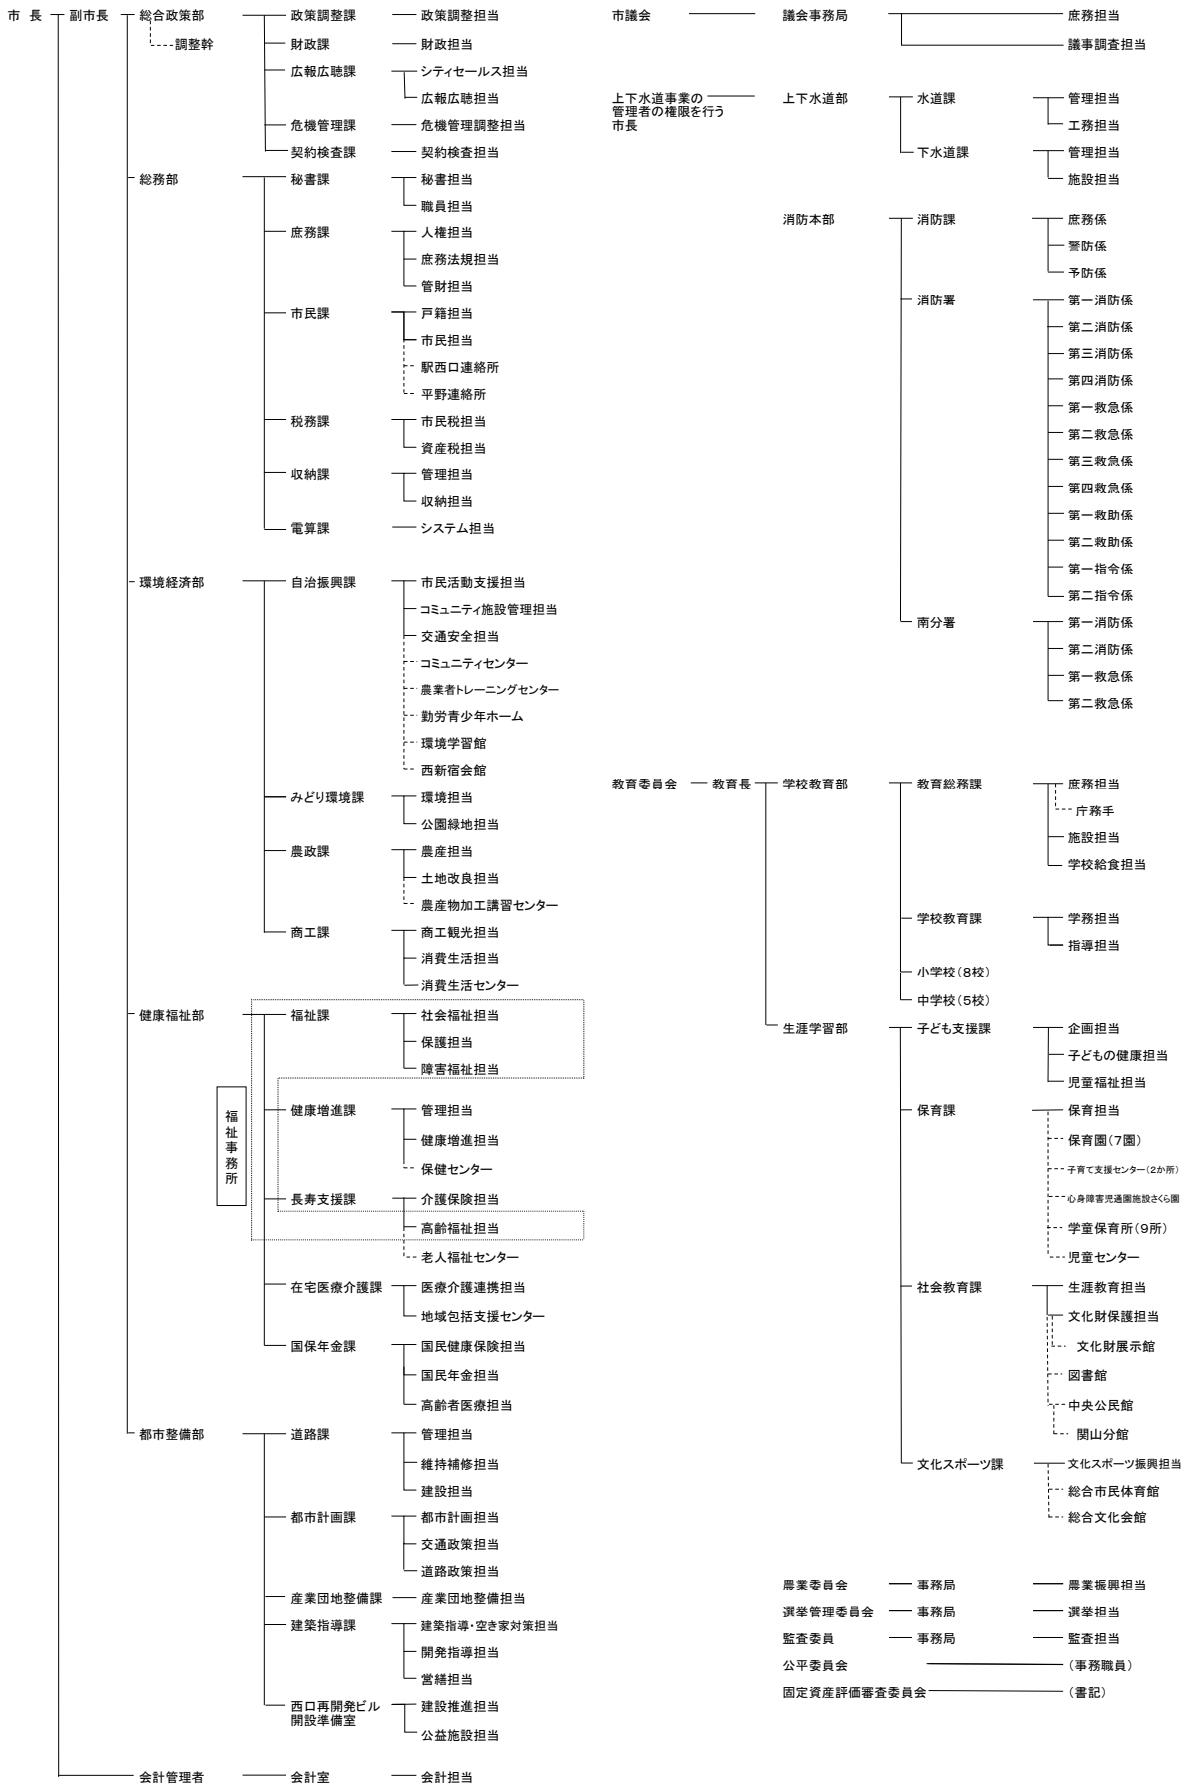 市 長
副市長
総合政策部
調整幹
政策調整課
政策調整担当
財政課
財政担当
広報広聴課
シティセールス担当
広報広聴担当
危機管理課
危機管理調整担当
契約検査課
契約検査担当
総務部
秘書課
秘書担当
職員担当
庶務課
人権担当
庶務法規担当
管財担当
市民課
戸籍担当
市民担当
駅西口連絡所
平野連絡所
税務課
市民税担当
資産税担当
収納課
管理担当
収納担当
電算課
システム担当
環境経済部
自治振興課
市民活動支援担当
コミュニティ施設管理担当
交通安全担当
コミュニティセンター
農業者トレーニングセンター
勤労青少年ホーム
環境学習館
西新宿会館
みどり環境課
環境担当
公園緑地担当
農政課
農産担当
土地改良担当
農産物加工講習センター
商工課
商工観光担当
消費生活担当
消費生活センター
健康福祉部
福祉事務所
福祉課
社会福祉担当
保護担当
障害福祉担当
健康増進課
管理担当
健康増進担当
保健センター
長寿支援課
介護保険担当
高齢福祉担当
老人福祉センター
在宅医療介護課
医療介護連携担当
地域包括支援センター
国保年金課
国民健康保険担当
国民年金担当
高齢者医療担当
都市整備部
道路課
管理担当
維持補修担当
建設担当
都市計画課
都市計画担当
交通政策担当
道路政策担当
産業団地整備課
産業団地整備担当
建築指導課
建築指導・空き家対策担当
開発指導担当
営繕担当
西口再開発ビル
開設準備室
建設推進担当
公益施設担当
会計管理者
会計室
会計担当
市議会
議会事務局
庶務担当
議事調査担当
上下水道事業の
管理者の権限を行う
市長
上下水道部
水道課
管理担当
工務担当
下水道課
管理担当
施設担当
消防本部
消防課
庶務係
警防係
予防係
消防署
第一消防係
第二消防係
第三消防係
第四消防係
第一救急係
第二救急係
第三救急係
第四救急係
第一救助係
第二救助係
第一指令係
第二指令係
南分署
第一消防係
第二消防係
第一救急係
第二救急係
教育委員会
教育長
学校教育部
教育総務課
庶務担当
庁務手
施設担当
学校給食担当
学校教育課
学務担当
指導担当
小学校(8校)
中学校(5校)
生涯学習部
子ども支援課
企画担当
子どもの健康担当
児童福祉担当
保育課
保育担当
保育園(7園)
子育て支援センター(2か所)
心身障害児通園施設さくら園
学童保育所(9所)
児童センター
社会教育課
生涯教育担当
文化財保護担当
文化財展示館
図書館
中央公民館
関山分館
文化スポーツ課
文化スポーツ振興担当
総合市民体育館
総合文化会館
農業委員会
事務局
農業振興担当
選挙管理委員会
事務局
選挙担当
監査委員
事務局
監査担当
公平委員会
(事務職員)
固定資産評価審査委員会
(書記)